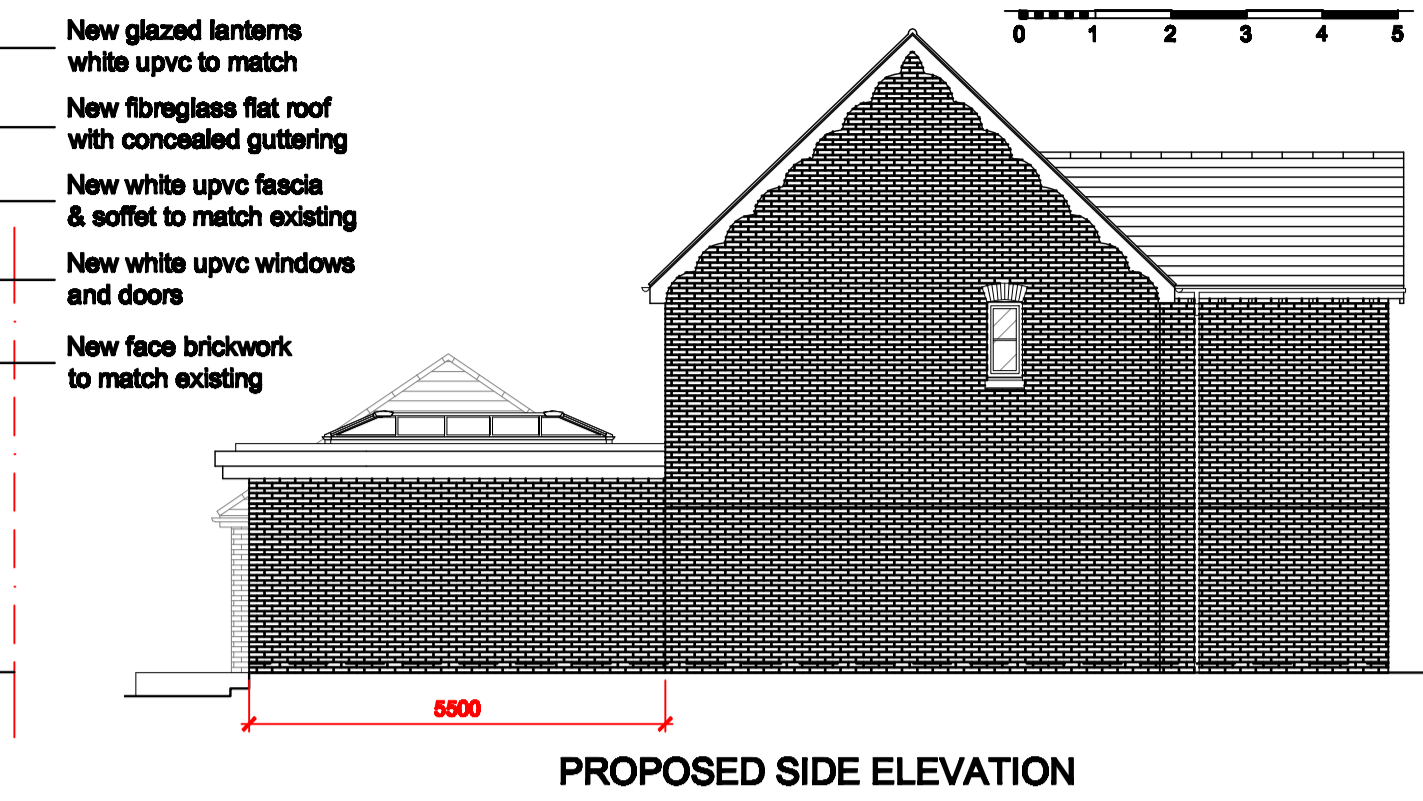 New glazed lanterns
white upvc to match
New fibreglass flat roof
with concealed guttering
New white upvc fascia
& soffet to match existing
New white upvc windows
and doors
New face brickwork
to match existing
0 1 2 3 4 5
5500
PROPOSED SIDE ELEVATION